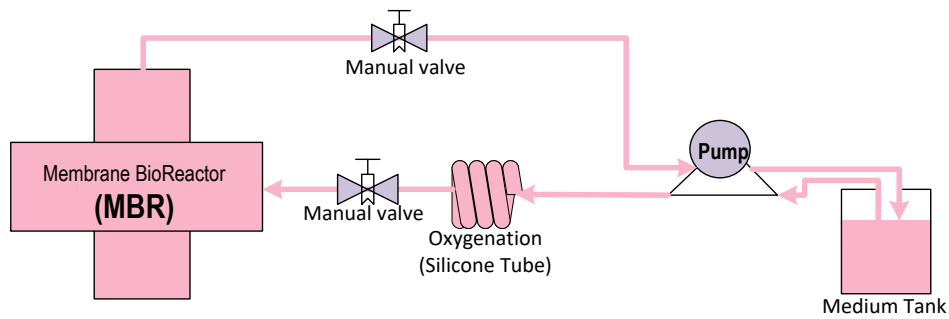 Manual valve
Membrane BioReactor
(MBR)
Pump
Manual valve
Oxygenation
(Silicone Tube)
Medium Tank